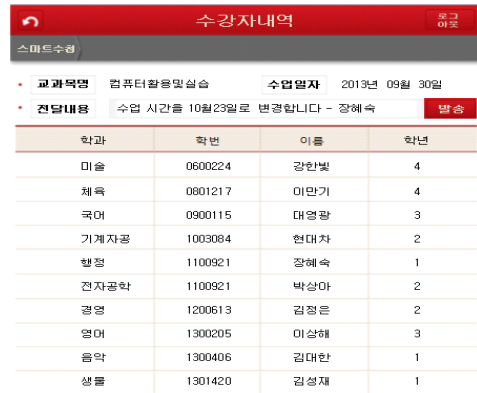 수강자내역 로그
아웃
스마트수첩
• 교과목명 컴퓨터활용및실습 수업일자 2013년 09월 30일
• 전달내용 수업 시간을 10월23일로 변경합니다 - 장혜숙 발송
학과 학번 이름 학년
미술 0600224 강한빛 4
체육 0801217 이만기 4
국어 0900115 대영광 3
기계자공 1003084 현대차 2
행정 1100921 장혜숙 1
전자공학 1100921 박상아 2
경영 1200613 김정은 2
영어 1300205 이상해 3
음악 1300406 김대한 1
생물 1301420 김성재 1